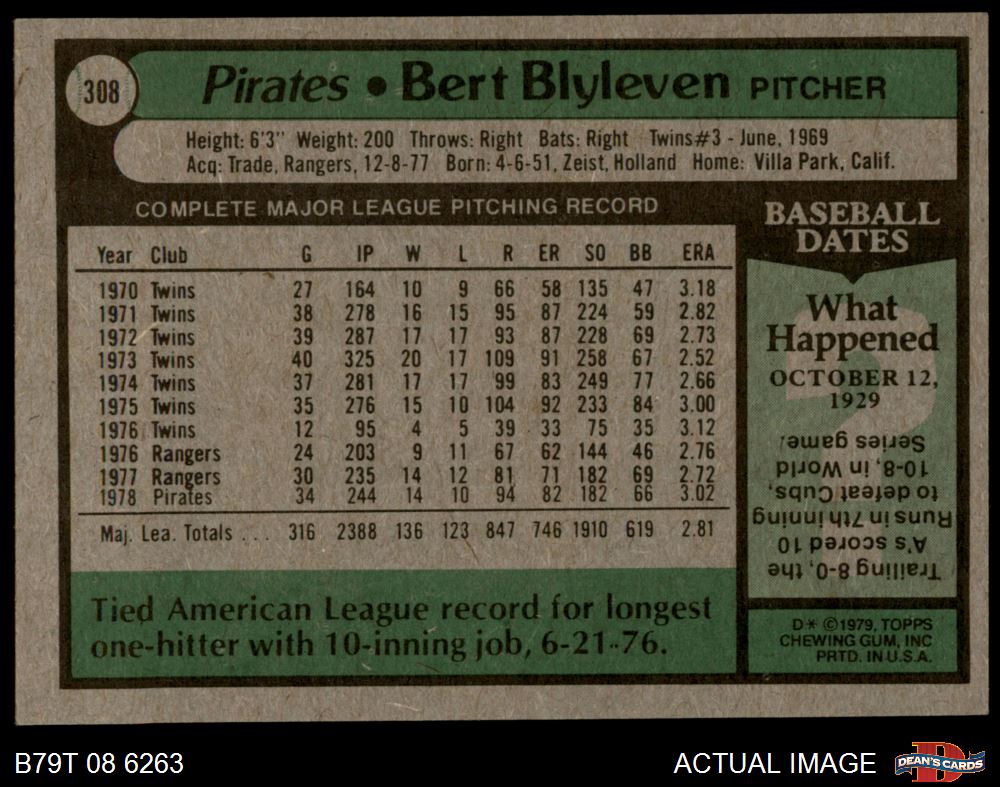 308
Pirates • Bert Blyleven PITCHER
Height: 6'3" Weight: 200 Throws: Right Bats: Right Twins#3 - June, 1969
Acq: Trade, Rangers, 12-8-77 Born: 4-6-51, Zeist, Holland Home: Villa Park, Calif.
COMPLETE MAJOR LEAGUE PITCHING RECORD
Year Club G IP W L R ER SO BB ERA
1970 Twins 27 164 10 9 66 58 135 47 3.18
1971 Twins 38 278 16 15 95 87 224 59 2.82
1972 Twins 39 287 17 17 93 87 228 69 2.73
1973 Twins 40 325 20 17 109 91 258 67 2.52
1974 Twins 37 281 17 17 99 83 249 77 2.66
1975 Twins 35 276 15 10 104 92 233 84 3.00
1976 Twins 12 95 4 5 39 33 75 35 3.12
1976 Rangers 24 203 9 11 67 62 144 46 2.76
1977 Rangers 30 235 14 12 81 71 182 69 2.72
1978 Pirates 34 244 14 10 94 82 182 66 3.02
Maj. Lea. Totals . . . 316 2388 136 123 847 746 1910 619 2.81
Tied American League record for longest
one-hitter with 10-inning job, 6-21-76.
BASEBALL
DATES
What
Happened
OCTOBER 12,
1929
Trailing 8-0, the
A's scored 10
Runs in 7th inning
to defeat Cubs,
10-8, in World
Series game.
D* ©1979, TOPPS
CHEWING GUM, INC
PRTD. IN U.S.A.
B79T 08 6263
ACTUAL IMAGE
DEAN'S CARDS